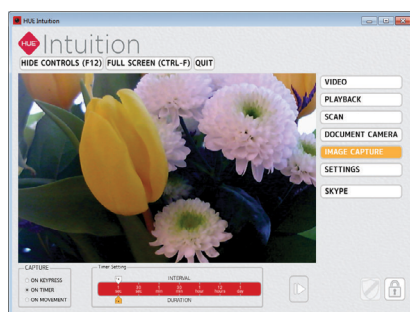 HUE Intuition
HUE Intuition
HIDE CONTROLS (F12) FULL SCREEN (CTRL-F) QUIT
VIDEO
PLAYBACK
SCAN
DOCUMENT CAMERA
IMAGE CAPTURE
SETTINGS
SKYPE
CAPTURE
ON KEYPRESS
ON TIMER
ON MOVEMENT
Timer Setting
INTERVAL
DURATION